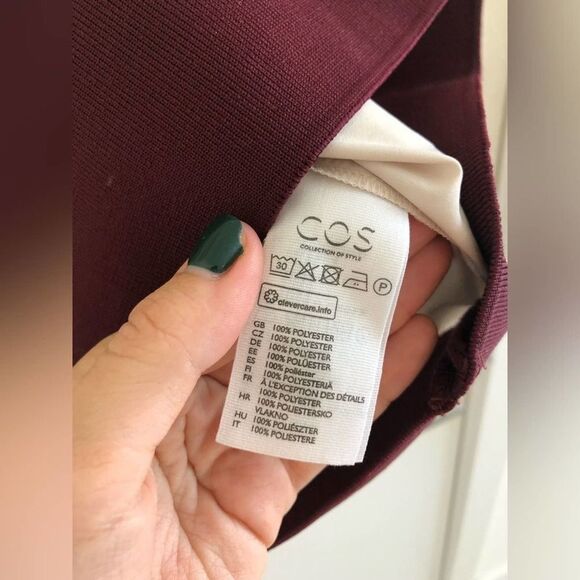 COS
COLLECTION OF STYLE
30 P
clevercare.info
GB 100% POLYESTER
CZ 100% POLYESTER
DE 100% POLYESTER
EE 100% POLÜESTER
ES 100% poliéster
FI 100% POLYESTERIÄ
FR À L'EXCEPTION DES DÉTAILS
100% POLYESTER
HR 100% POLIESTERSKO
VLAKNO
HU 100% POLIÉSZTER
IT 100% POLIESTERE